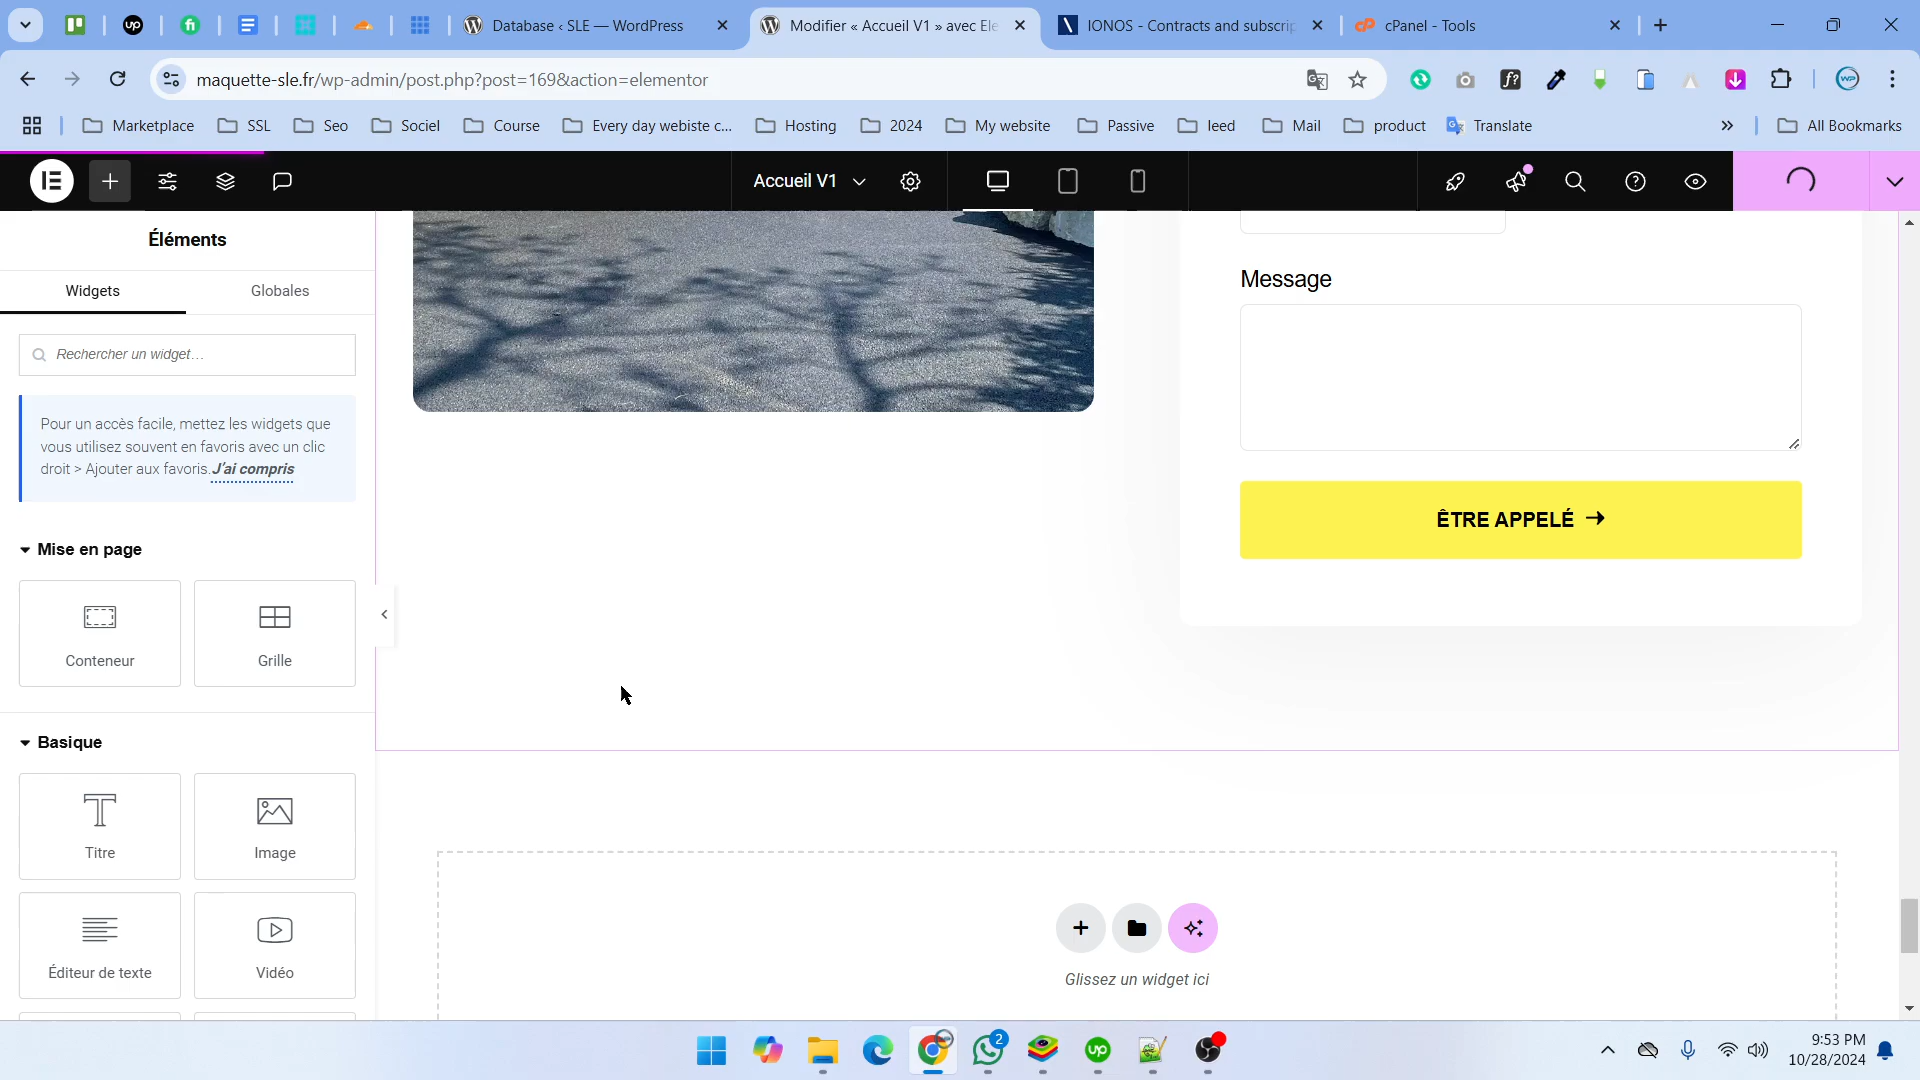 Database ‹ SLE — WordPress
Modifier « Accueil V1 » avec Ele
IONOS - Contracts and subscrip
cPanel - Tools
maquette-sle.fr/wp-admin/post.php?post=169&action=elementor
Marketplace
SSL
Seo
Sociel
Course
Every day webiste c...
Hosting
2024
My website
Passive
leed
Mail
product
Translate
All Bookmarks
Accueil V1
Éléments
Widgets
Globales
Rechercher un widget…
Pour un accès facile, mettez les widgets que
vous utilisez souvent en favoris avec un clic
droit > Ajouter aux favoris. J'ai compris
Mise en page
Conteneur
Grille
Basique
Titre
Image
Éditeur de texte
Vidéo
Message
ÊTRE APPELÉ
Glissez un widget ici
2
9:53 PM
10/28/2024